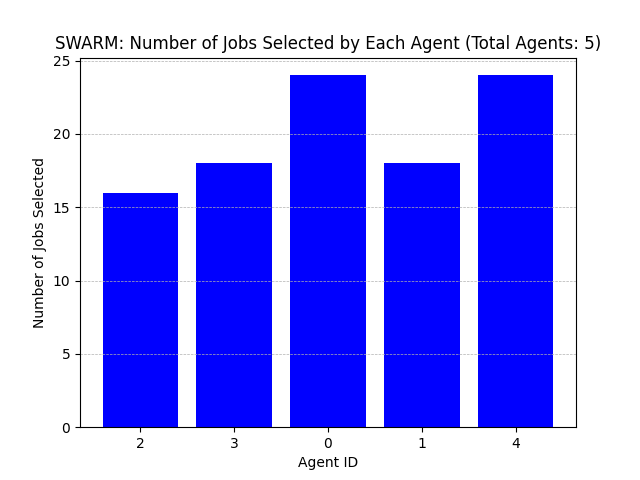 SWARM: Number of Jobs Selected by Each Agent (Total Agents: 5)
25
20
15
10
5
0
Number of Jobs Selected
2 3 0 1 4
Agent ID